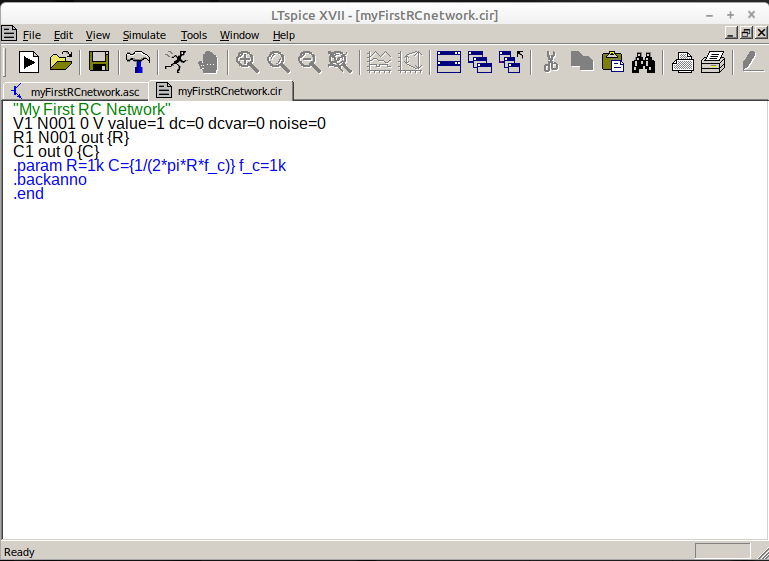 LTspice XVII - [myFirstRCnetwork.cir]
File Edit View Simulate Tools Window Help
myFirstRCnetwork.asc myFirstRCnetwork.cir
"My First RC Network"
V1 N001 0 V value=1 dc=0 dcvar=0 noise=0
R1 N001 out {R}
C1 out 0 {C}
.param R=1k C={1/(2*pi*R*f_c)} f_c=1k
.backanno
.end
Ready